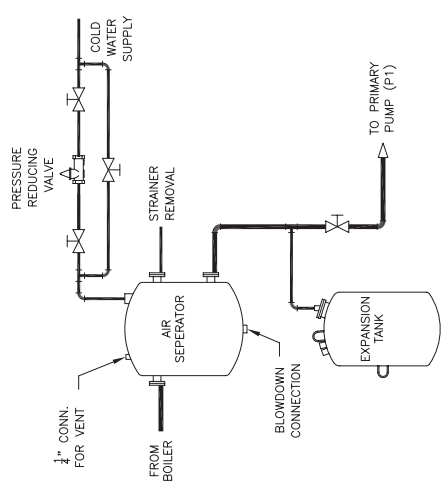 COLD
WATER
SUPPLY
PRESSURE
REDUCING
VALVE
TO PRIMARY
PUMP (P1)
STRAINER
REMOVAL
AIR
SEPERATOR
EXPANSION
TANK
BLOWDOWN
CONNECTION
1/4" CONN.
FOR VENT
FROM
BOILER